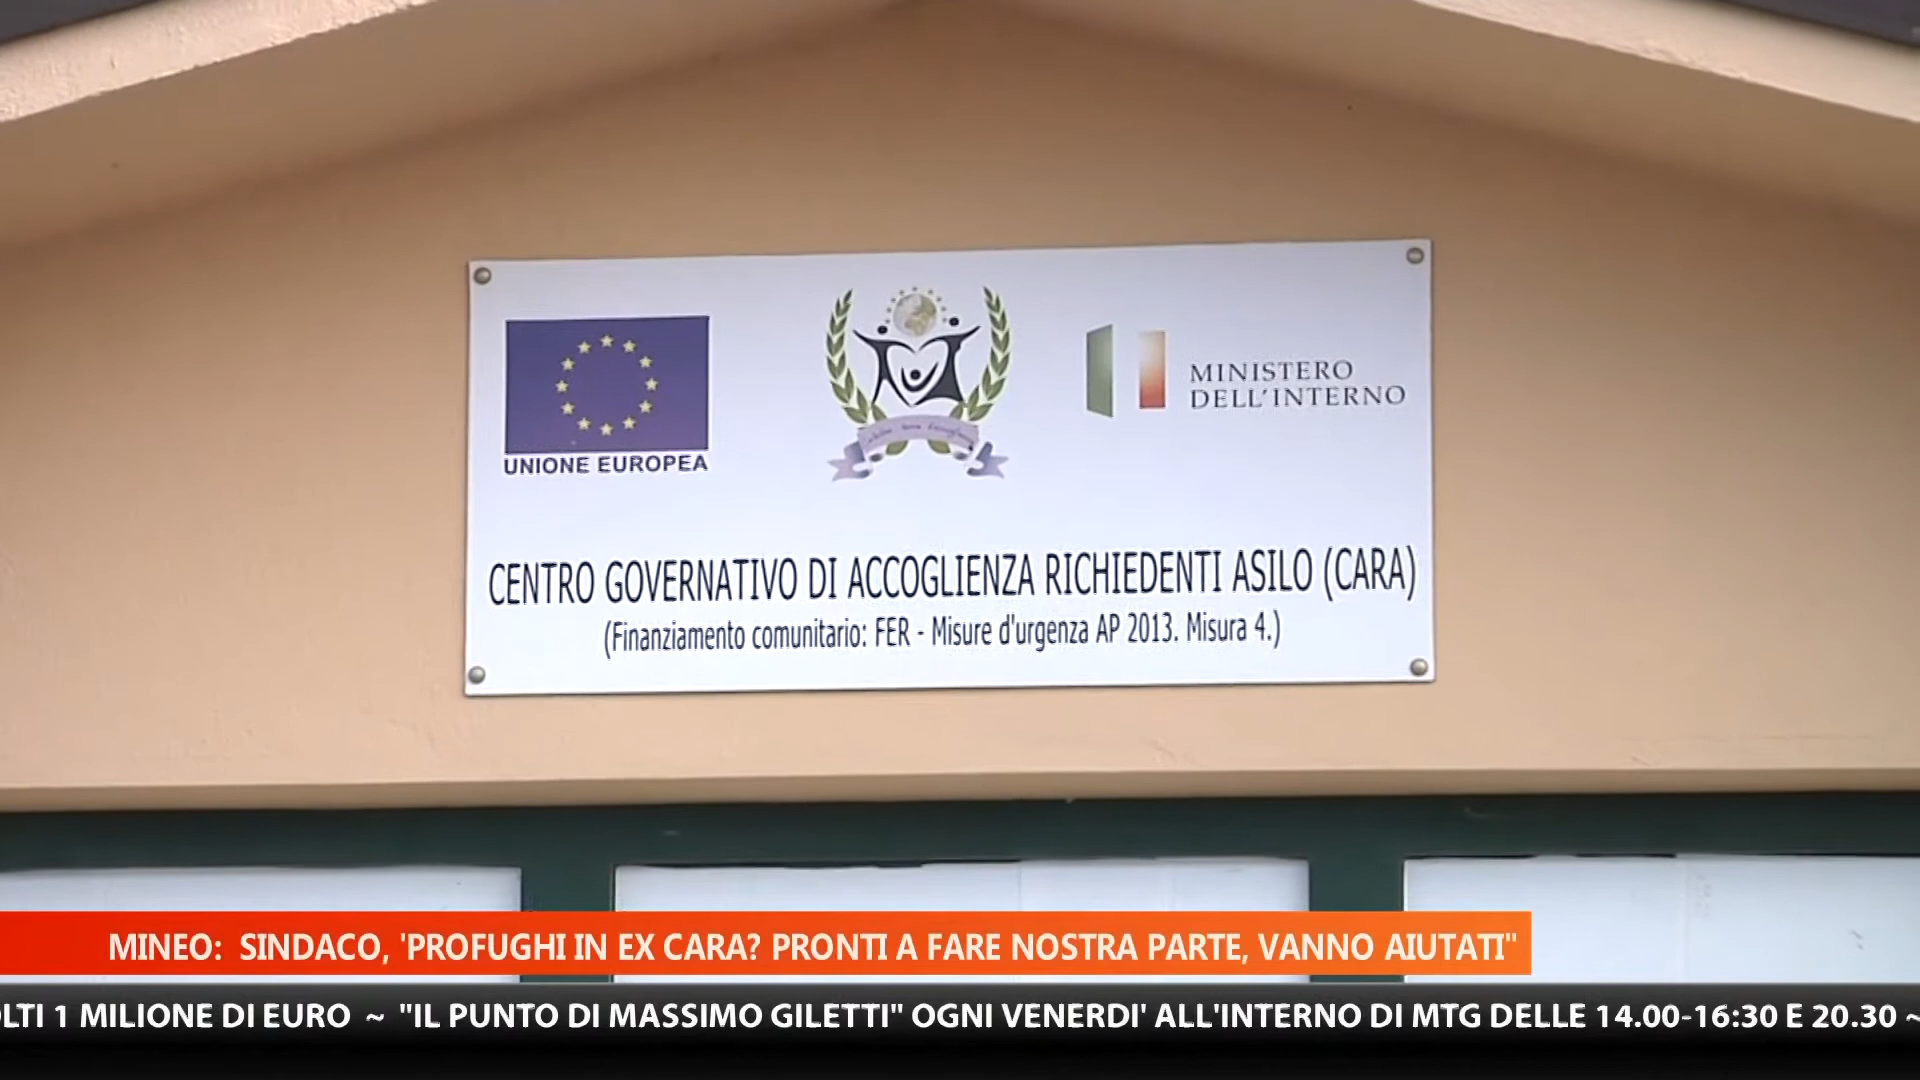 UNIONE EUROPEA
MINISTERO
DELL'INTERNO
CENTRO GOVERNATIVO DI ACCOGLIENZA RICHIEDENTI ASILO (CARA)
(Finanziamento comunitario: FER - Misure d'urgenza AP 2013. Misura 4.)
MINEO: SINDACO, 'PROFUGHI IN EX CARA? PRONTI A FARE NOSTRA PARTE, VANNO AIUTATI"
LTI 1 MILIONE DI EURO ~ "IL PUNTO DI MASSIMO GILETTI" OGNI VENERDI' ALL'INTERNO DI MTG DELLE 14.00-16:30 E 20.30 ~